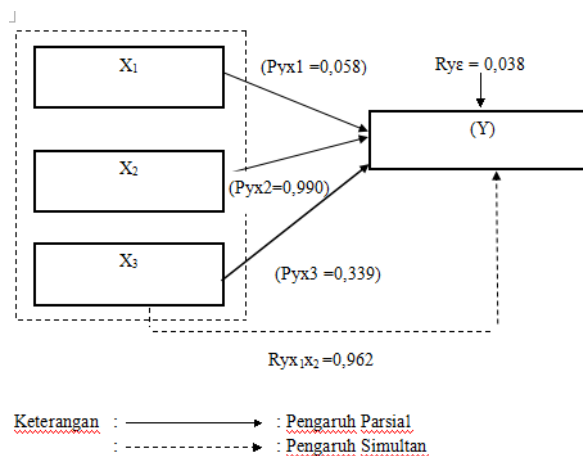 X₁
(Pyx1 =0,058)
Ryε = 0,038
(Y)
X₂
(Pyx2=0,990)
X₃
(Pyx3 =0,339)
Ryx₁x₂ =0,962
Keterangan : : Pengaruh Parsial
: : Pengaruh Simultan